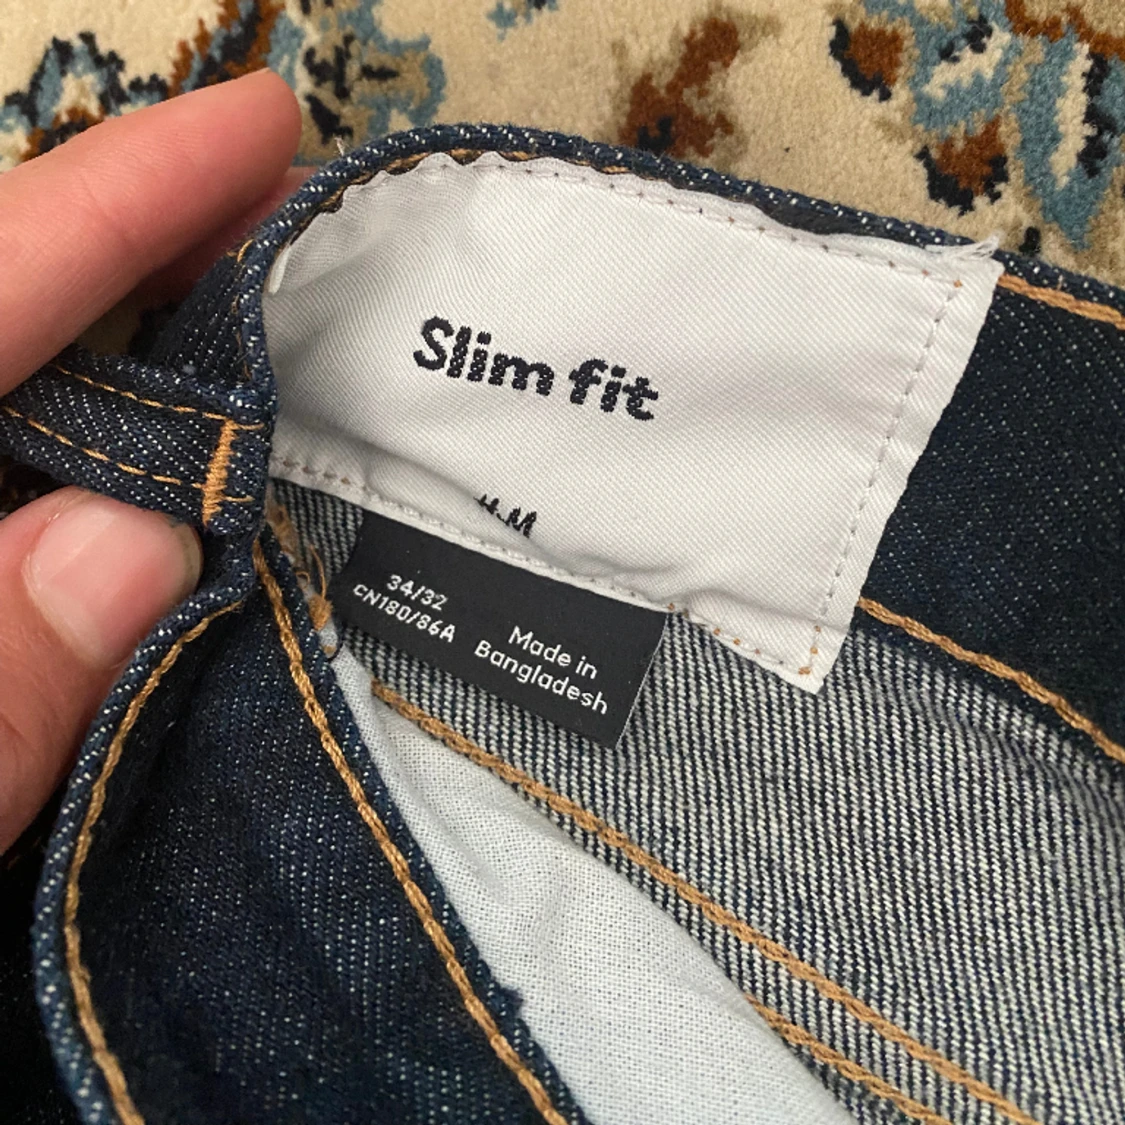 Slim fit
H&M
34/32
CN180/86A
Made in
Bangladesh